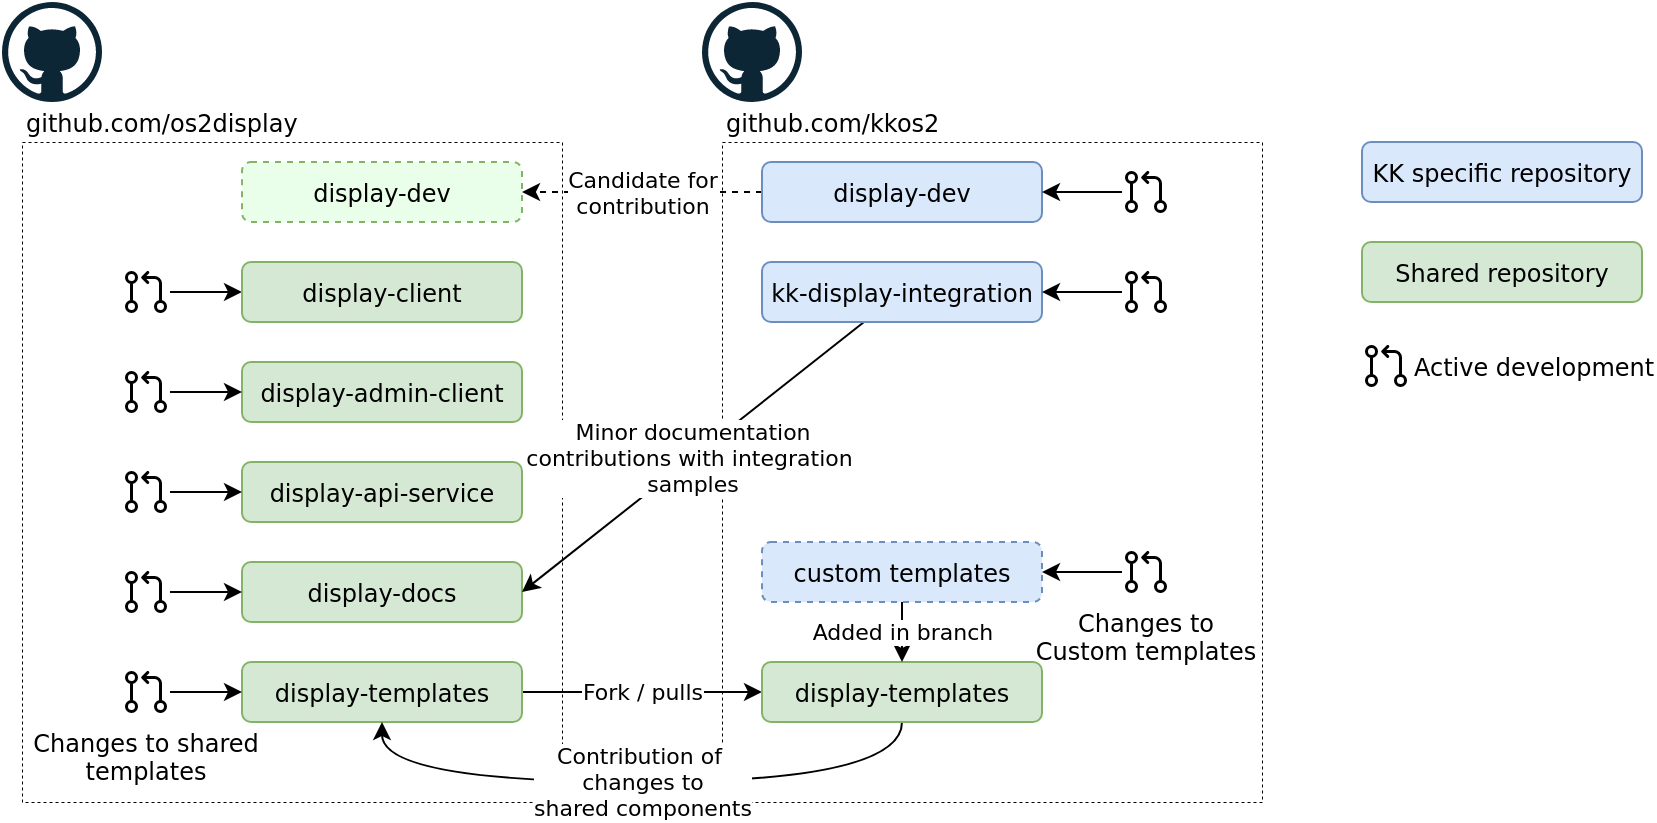 github.com/os2display
github.com/kkos2
display-dev
Candidate for
contribution
display-dev
KK specific repository
display-client
kk-display-integration
Shared repository
display-admin-client
Active development
Minor documentation
contributions with integration
samples
display-api-service
display-docs
custom templates
Added in branch
Changes to
Custom templates
display-templates
Fork / pulls
display-templates
Changes to shared
templates
Contribution of
changes to
shared components